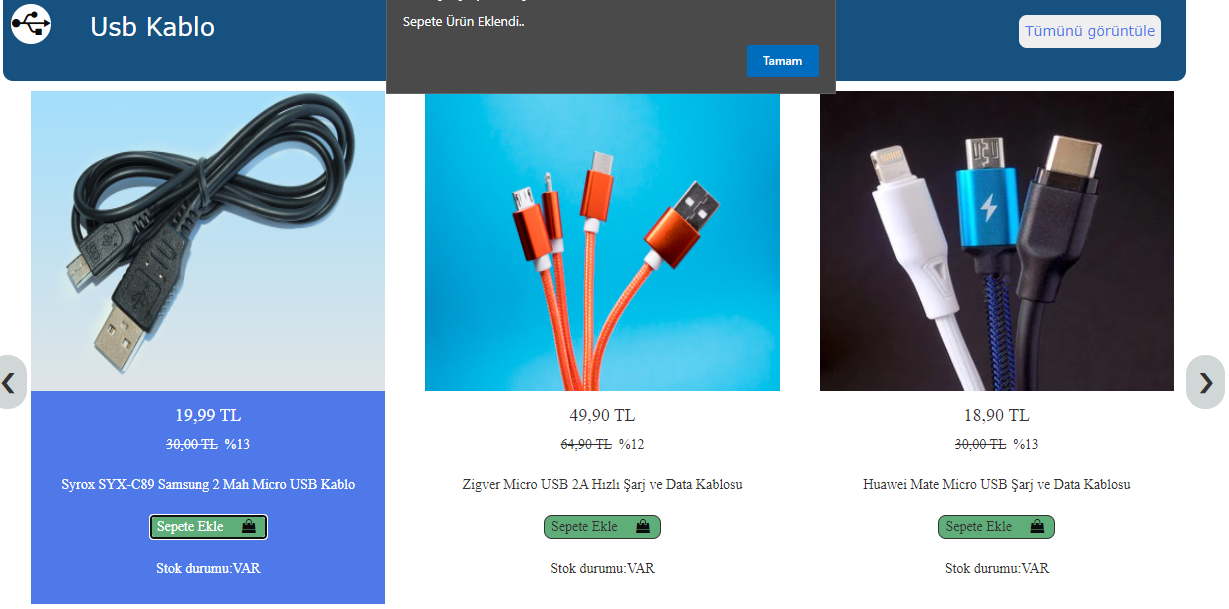 Usb Kablo
Sepete Ürün Eklendi..
Tamam
Tümünü görüntüle
19,99 TL
30,00 TL %13
Syrox SYX-C89 Samsung 2 Mah Micro USB Kablo
Sepete Ekle
Stok durumu:VAR
49,90 TL
64,90 TL %12
Zigver Micro USB 2A Hızlı Şarj ve Data Kablosu
Sepete Ekle
Stok durumu:VAR
18,90 TL
30,00 TL %13
Huawei Mate Micro USB Şarj ve Data Kablosu
Sepete Ekle
Stok durumu:VAR